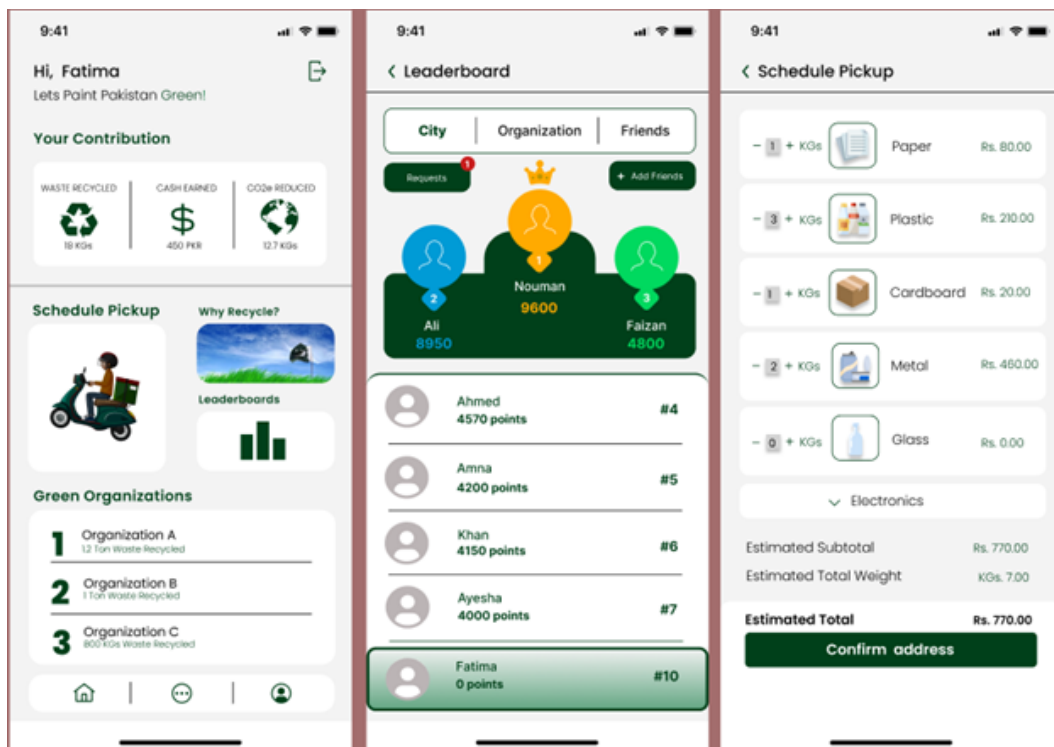 9:41
Hi, Fatima
Lets Paint Pakistan Green!
Your Contribution
WASTE RECYCLED
18 KGs
CASH EARNED
450 PKR
CO2e REDUCED
12.7 KGs
Schedule Pickup
Why Recycle?
Leaderboards
Green Organizations
1
Organization A
1.2 Ton Waste Recycled
2
Organization B
1 Ton Waste Recycled
3
Organization C
800 KGs Waste Recycled
9:41
< Leaderboard
City
Organization
Friends
Requests
1
+ Add Friends
1
Nouman
9600
2
Ali
8950
3
Faizan
4800
Ahmed
4570 points
#4
Amna
4200 points
#5
Khan
4150 points
#6
Ayesha
4000 points
#7
Fatima
0 points
#10
9:41
< Schedule Pickup
- 1 + KGs Paper Rs. 80.00
- 3 + KGs Plastic Rs. 210.00
- 1 + KGs Cardboard Rs. 20.00
- 2 + KGs Metal Rs. 460.00
- 0 + KGs Glass Rs. 0.00
Electronics
Estimated Subtotal Rs. 770.00
Estimated Total Weight KGs. 7.00
Estimated Total Rs. 770.00
Confirm address